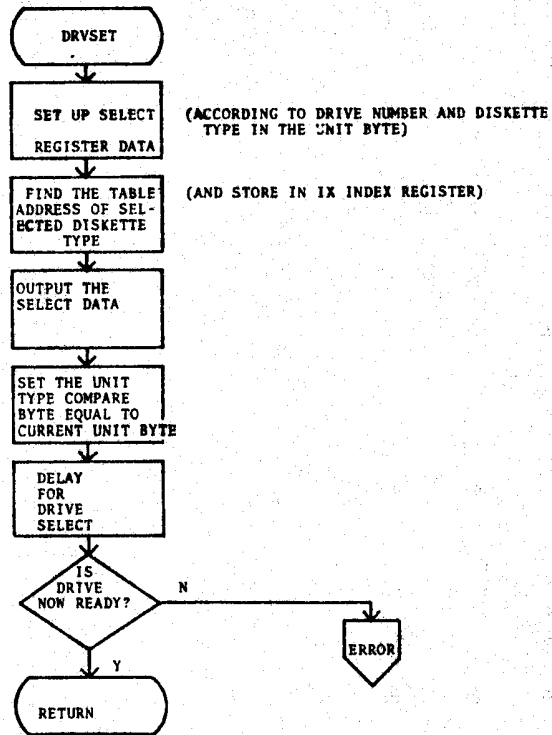 DRVSET
SET UP SELECT
REGISTER DATA
(ACCORDING TO DRIVE NUMBER AND DISKETTE
TYPE IN THE UNIT BYTE)
FIND THE TABLE
ADDRESS OF SEL-
ECTED DISKETTE
TYPE
(AND STORE IN IX INDEX REGISTER)
OUTPUT THE
SELECT DATA
SET THE UNIT
TYPE COMPARE
BYTE EQUAL TO
CURRENT UNIT BYTE
DELAY
FOR
DRIVE
SELECT
IS
DRIVE
NOW READY?
N
ERROR
Y
RETURN